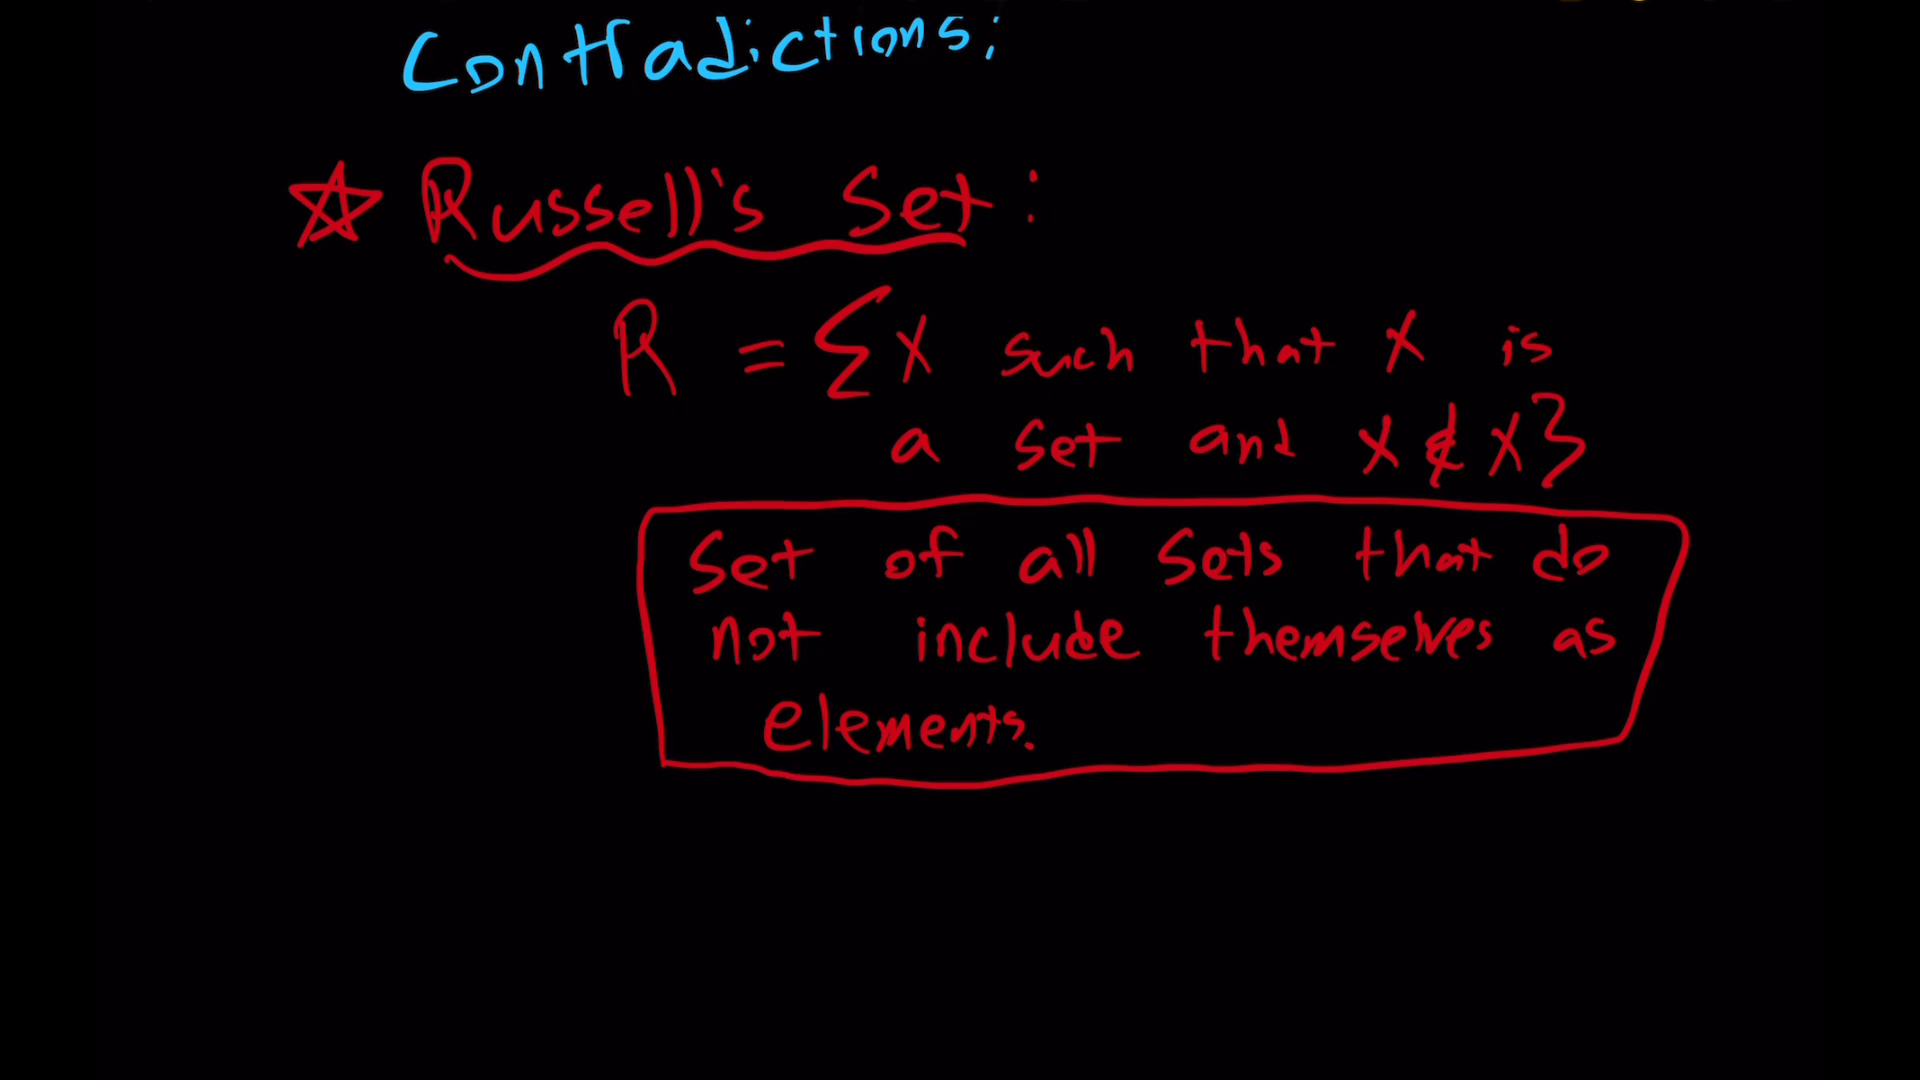 Contradictions:
☆ Russell's Set:
R = {X such that X is
a set and X ∉ X}
Set of all sets that do
not include themselves as
elements.